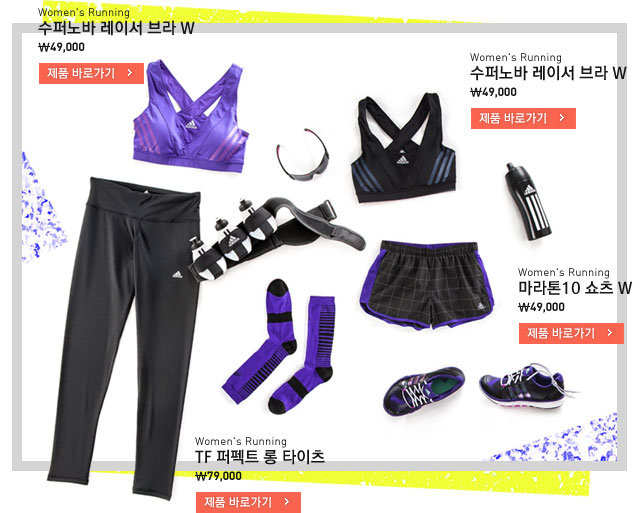 Women's Running
수퍼노바 레이서 브라 W
₩49,000
제품 바로가기 >
Women's Running
수퍼노바 레이서 브라 W
₩49,000
제품 바로가기 >
adidas
Women's Running
마라톤10 쇼츠 W
₩49,000
제품 바로가기 >
Women's Running
TF 퍼펙트 롱 타이츠
₩79,000
제품 바로가기 >